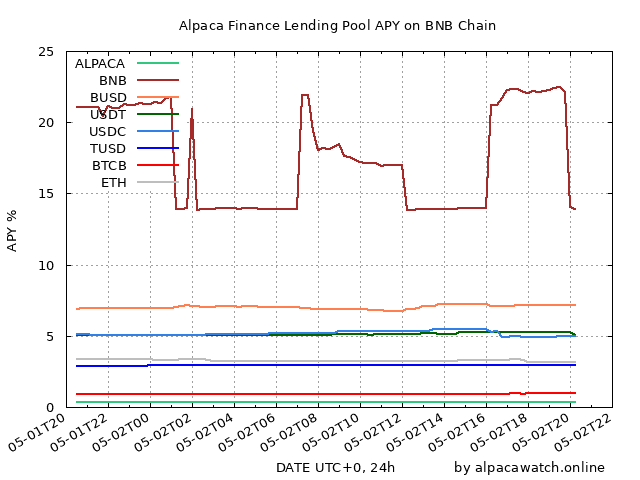 Alpaca Finance Lending Pool APY on BNB Chain
25
20
15
10
5
0
APY %
ALPACA
BNB
BUSD
USDT
USDC
TUSD
BTCB
ETH
05-01T20
05-01T22
05-02T00
05-02T02
05-02T04
05-02T06
05-02T08
05-02T10
05-02T12
05-02T14
05-02T16
05-02T18
05-02T20
05-02T22
DATE UTC+0, 24h
by alpacawatch.online